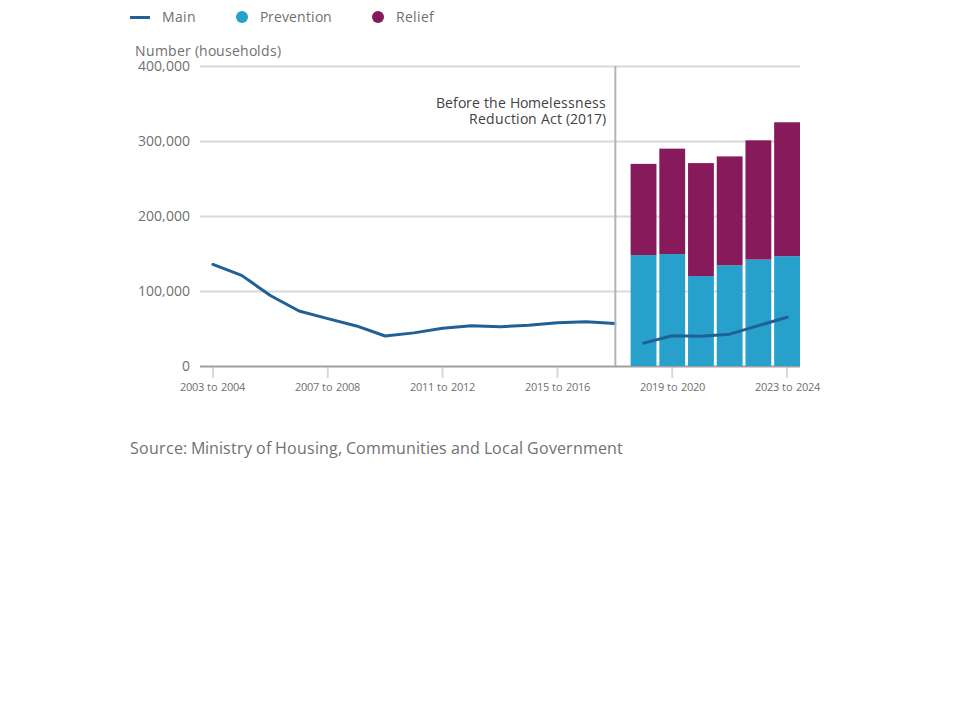 Main Prevention Relief
Number (households)
400,000
Before the Homelessness
Reduction Act (2017)
300,000
200,000
100,000
0
2003 to 2004 2007 to 2008 2011 to 2012 2015 to 2016 2019 to 2020 2023 to 2024
Source: Ministry of Housing, Communities and Local Government